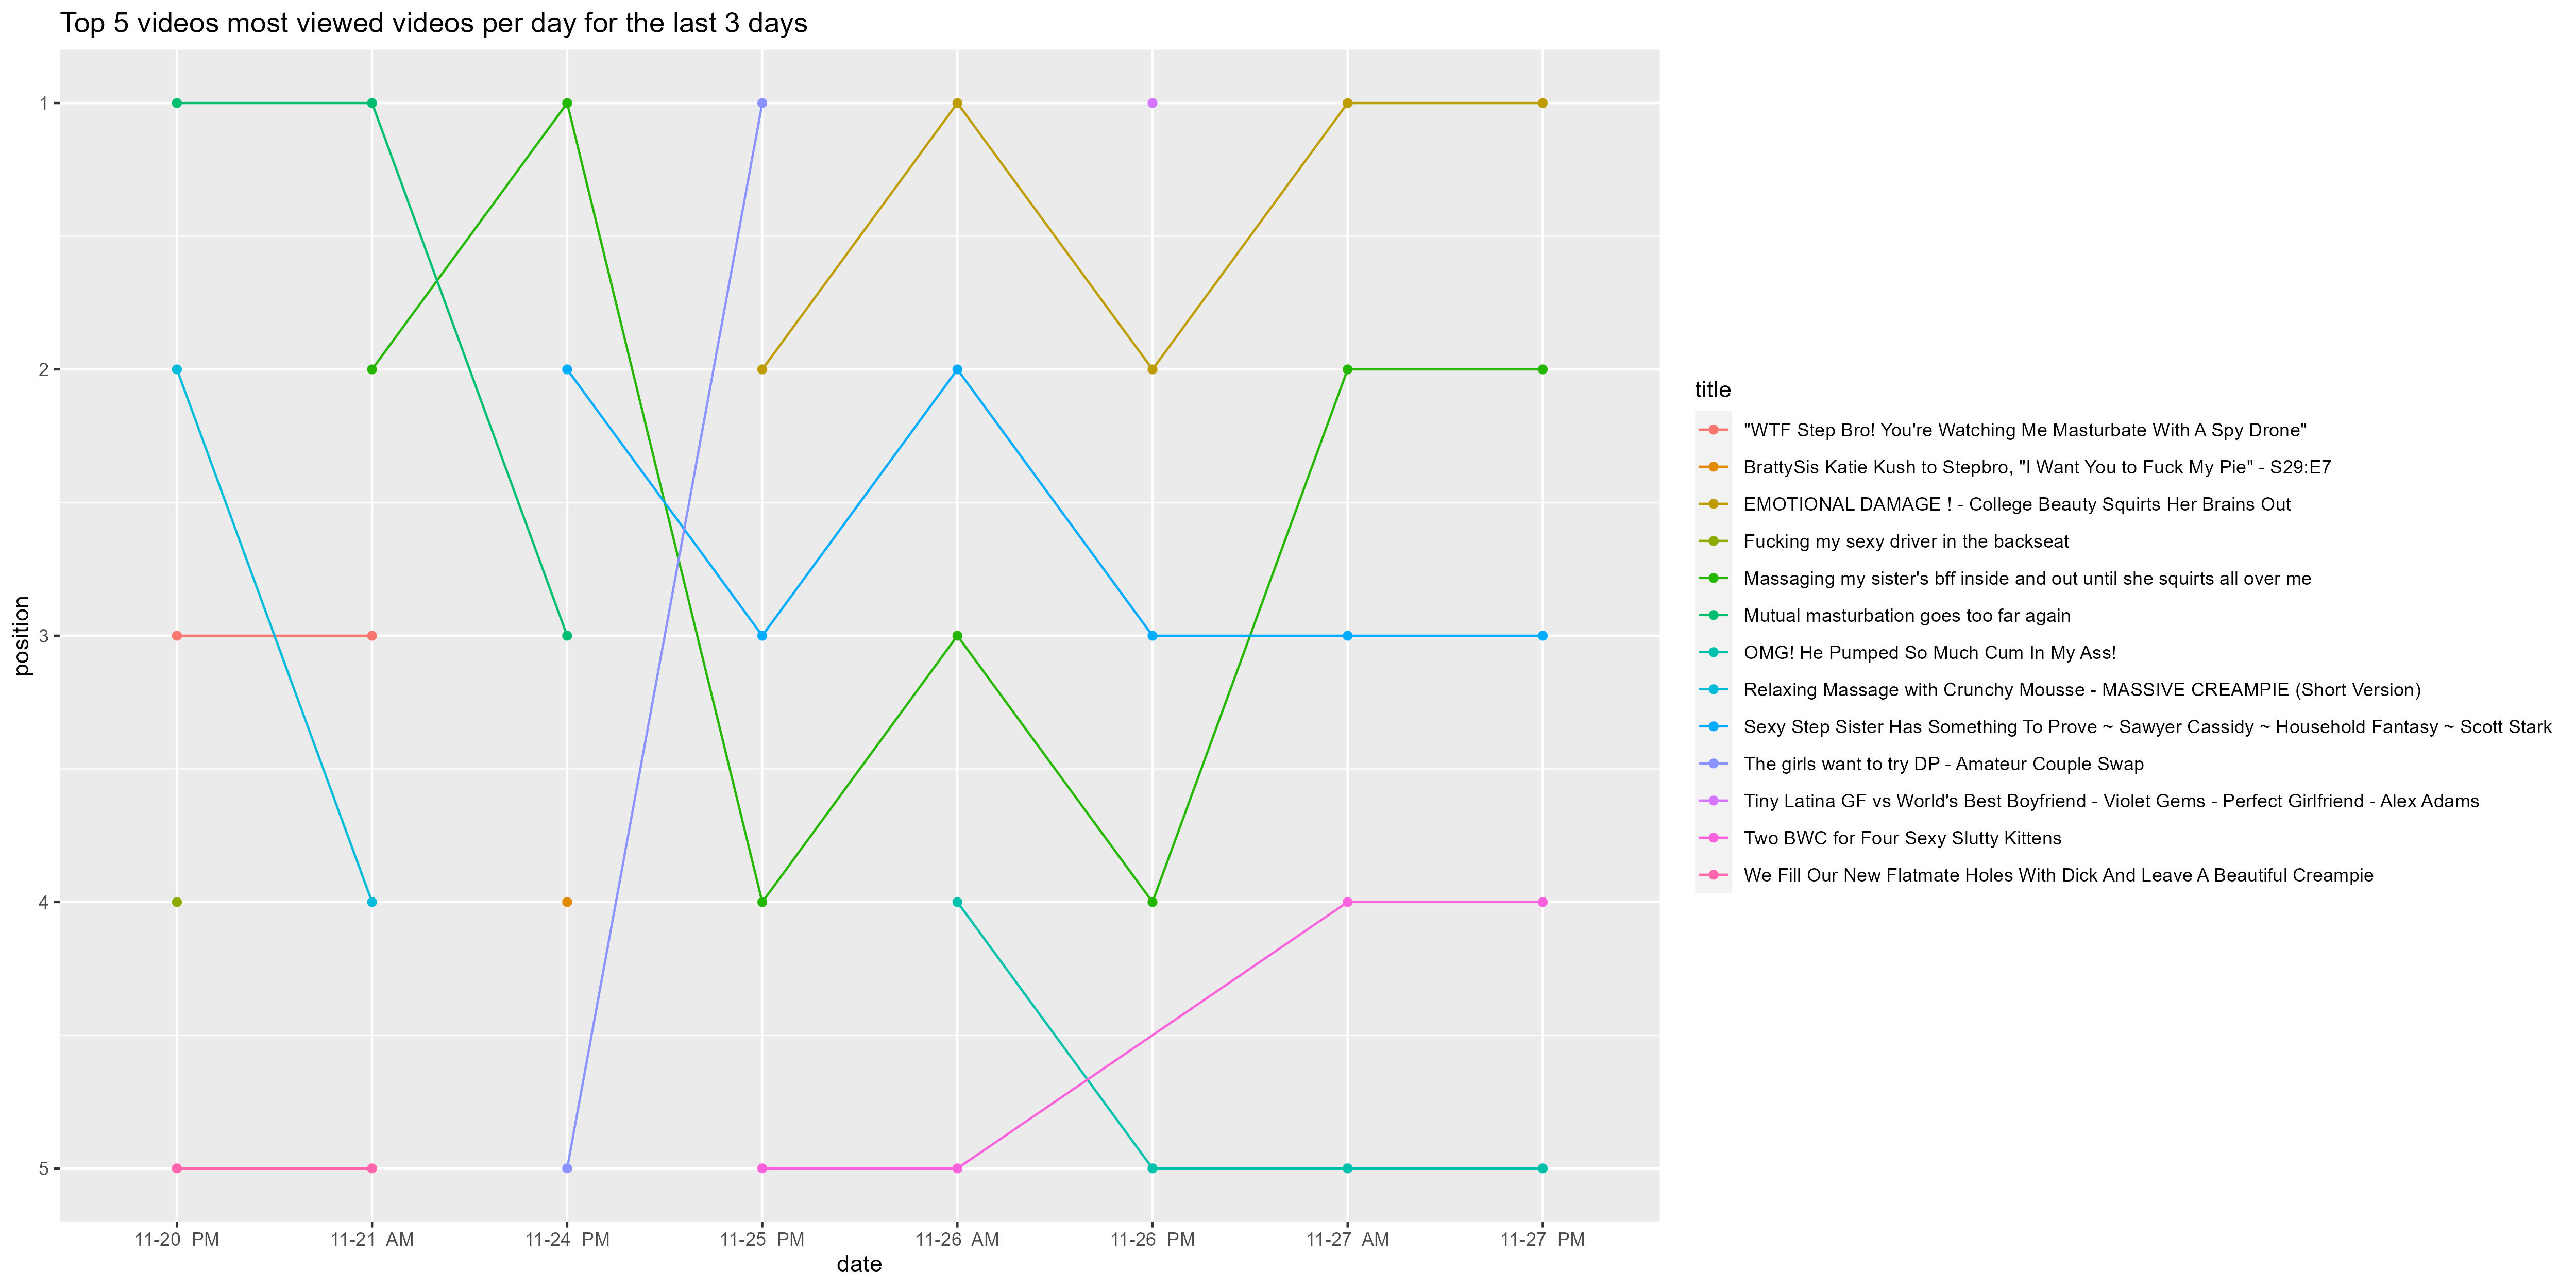 Top 5 videos most viewed videos per day for the last 3 days
1
2
3
4
5
position
11-20 PM
11-21 AM
11-24 PM
11-25 PM
11-26 AM
11-26 PM
11-27 AM
11-27 PM
date
title
"WTF Step Bro! You're Watching Me Masturbate With A Spy Drone"
BrattySis Katie Kush to Stepbro, "I Want You to Fuck My Pie" - S29:E7
EMOTIONAL DAMAGE ! - College Beauty Squirts Her Brains Out
Fucking my sexy driver in the backseat
Massaging my sister's bff inside and out until she squirts all over me
Mutual masturbation goes too far again
OMG! He Pumped So Much Cum In My Ass!
Relaxing Massage with Crunchy Mousse - MASSIVE CREAMPIE (Short Version)
Sexy Step Sister Has Something To Prove ~ Sawyer Cassidy ~ Household Fantasy ~ Scott Stark
The girls want to try DP - Amateur Couple Swap
Tiny Latina GF vs World's Best Boyfriend - Violet Gems - Perfect Girlfriend - Alex Adams
Two BWC for Four Sexy Slutty Kittens
We Fill Our New Flatmate Holes With Dick And Leave A Beautiful Creampie